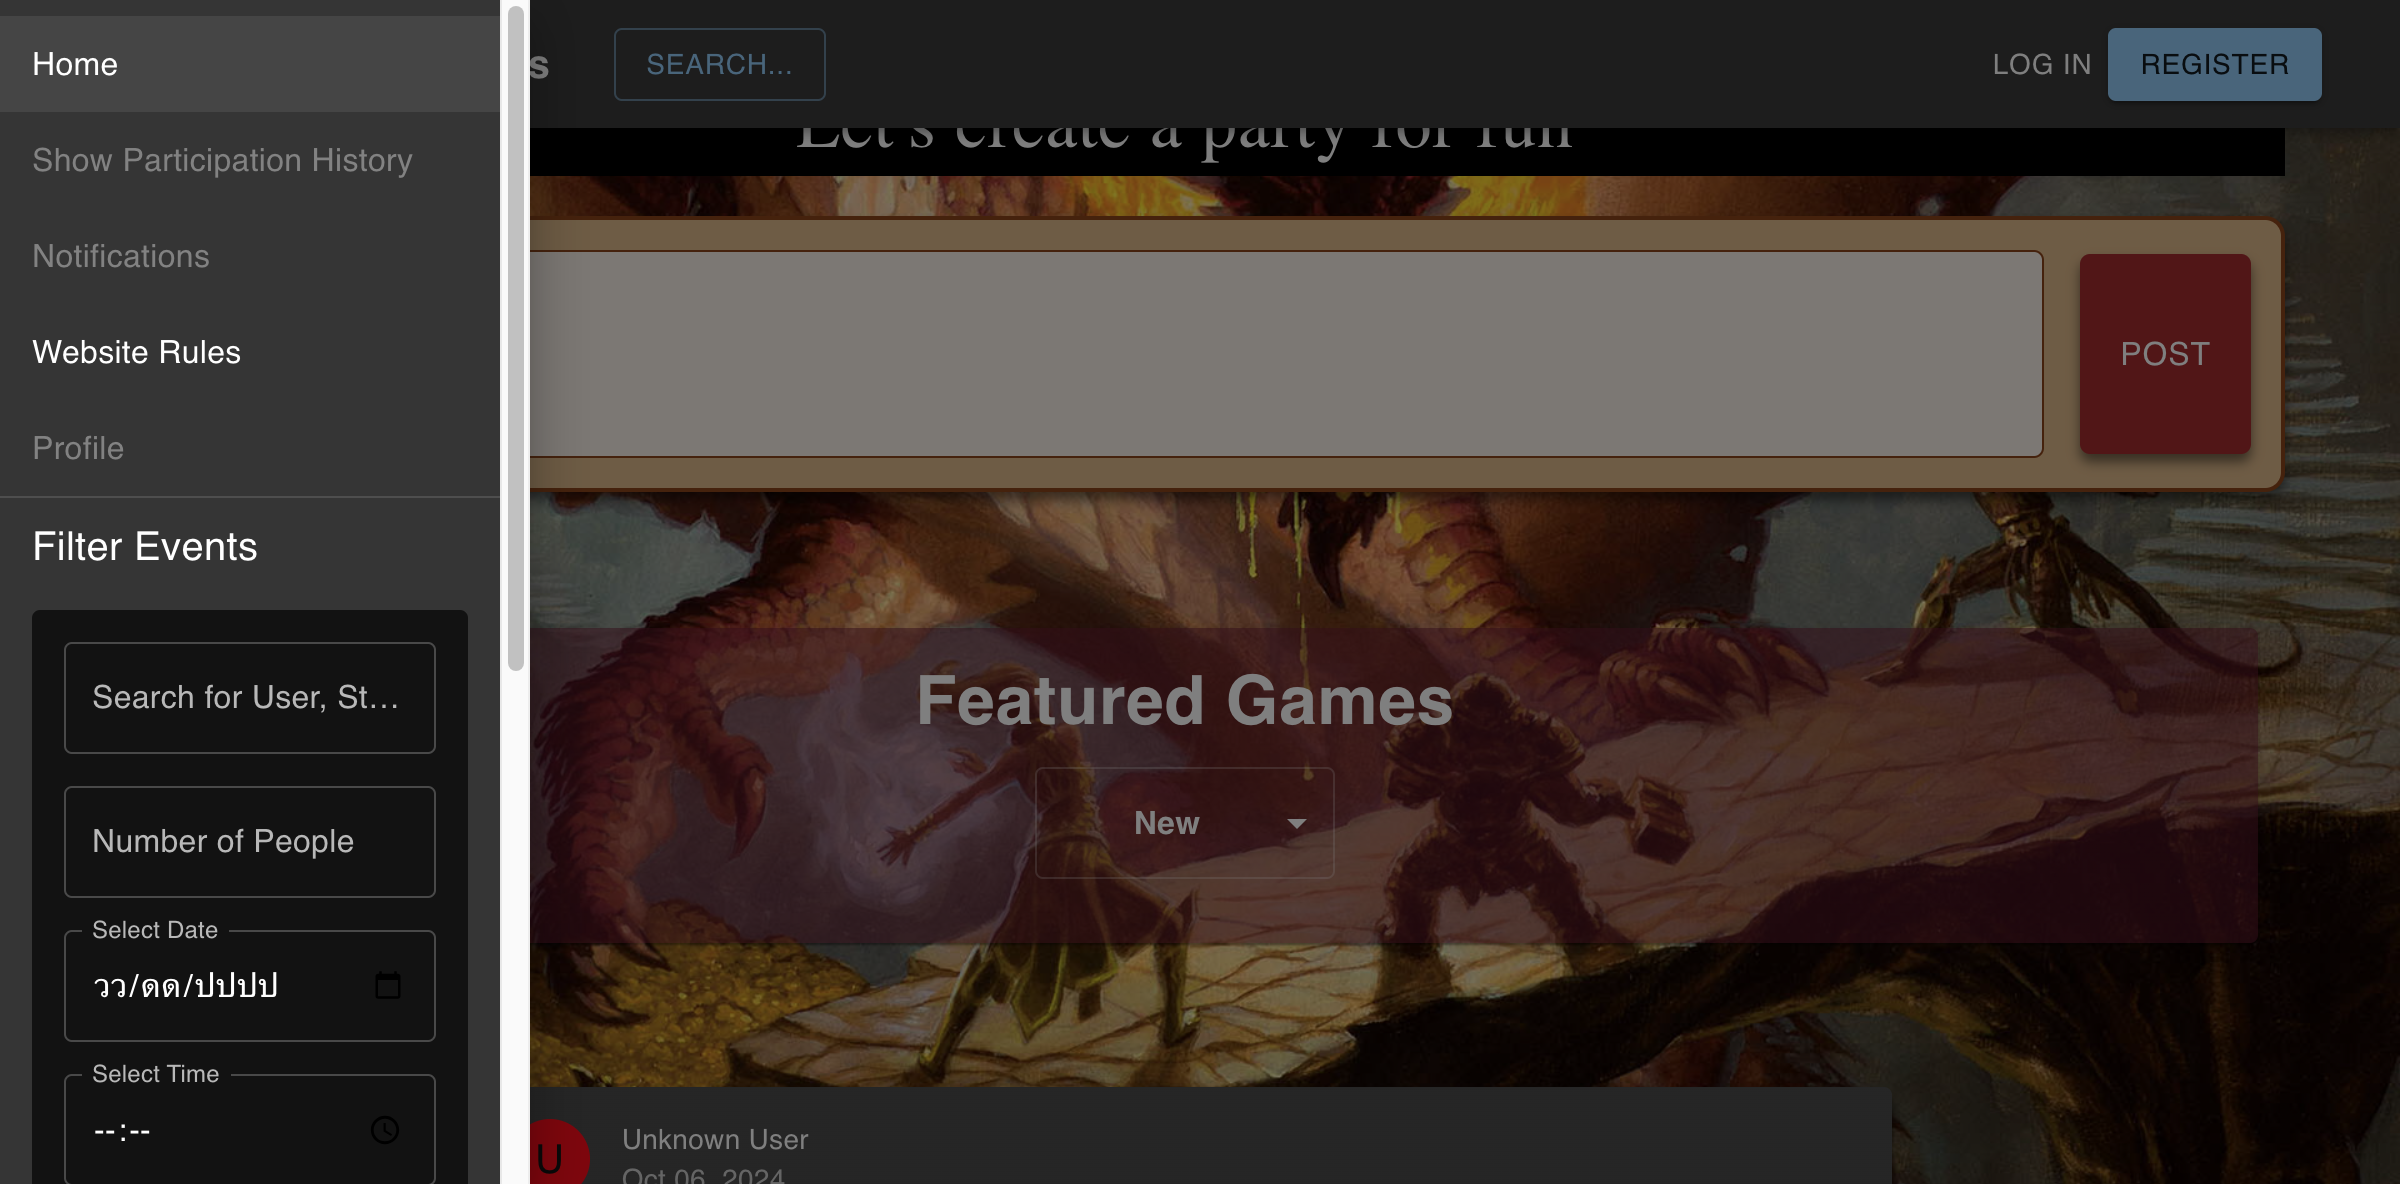 Home
Show Participation History
Notifications
Website Rules
Profile
Filter Events
Search for User, St...
Number of People
Select Date
วว/ดด/ปปปป
Select Time
--:--
s
SEARCH...
LOG IN
REGISTER
Let's create a party for fun
POST
Featured Games
New
U
Unknown User
Oct 06, 2024